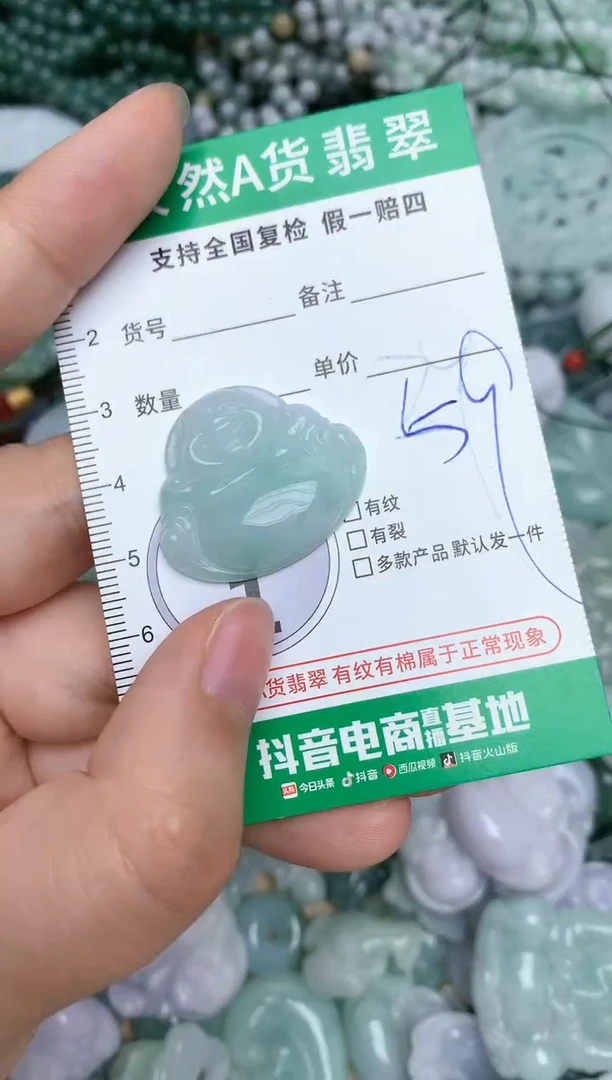 然A货翡翠
支持全国复检 假一赔四
备注
2 货号
单价
3 数量
59
4
有纹
有裂
5
多款产品 默认发一件
6
货翡翠 有纹有棉属于正常现象
抖音电商直播基地
头条 今日头条 抖音 西瓜视频 抖音火山版